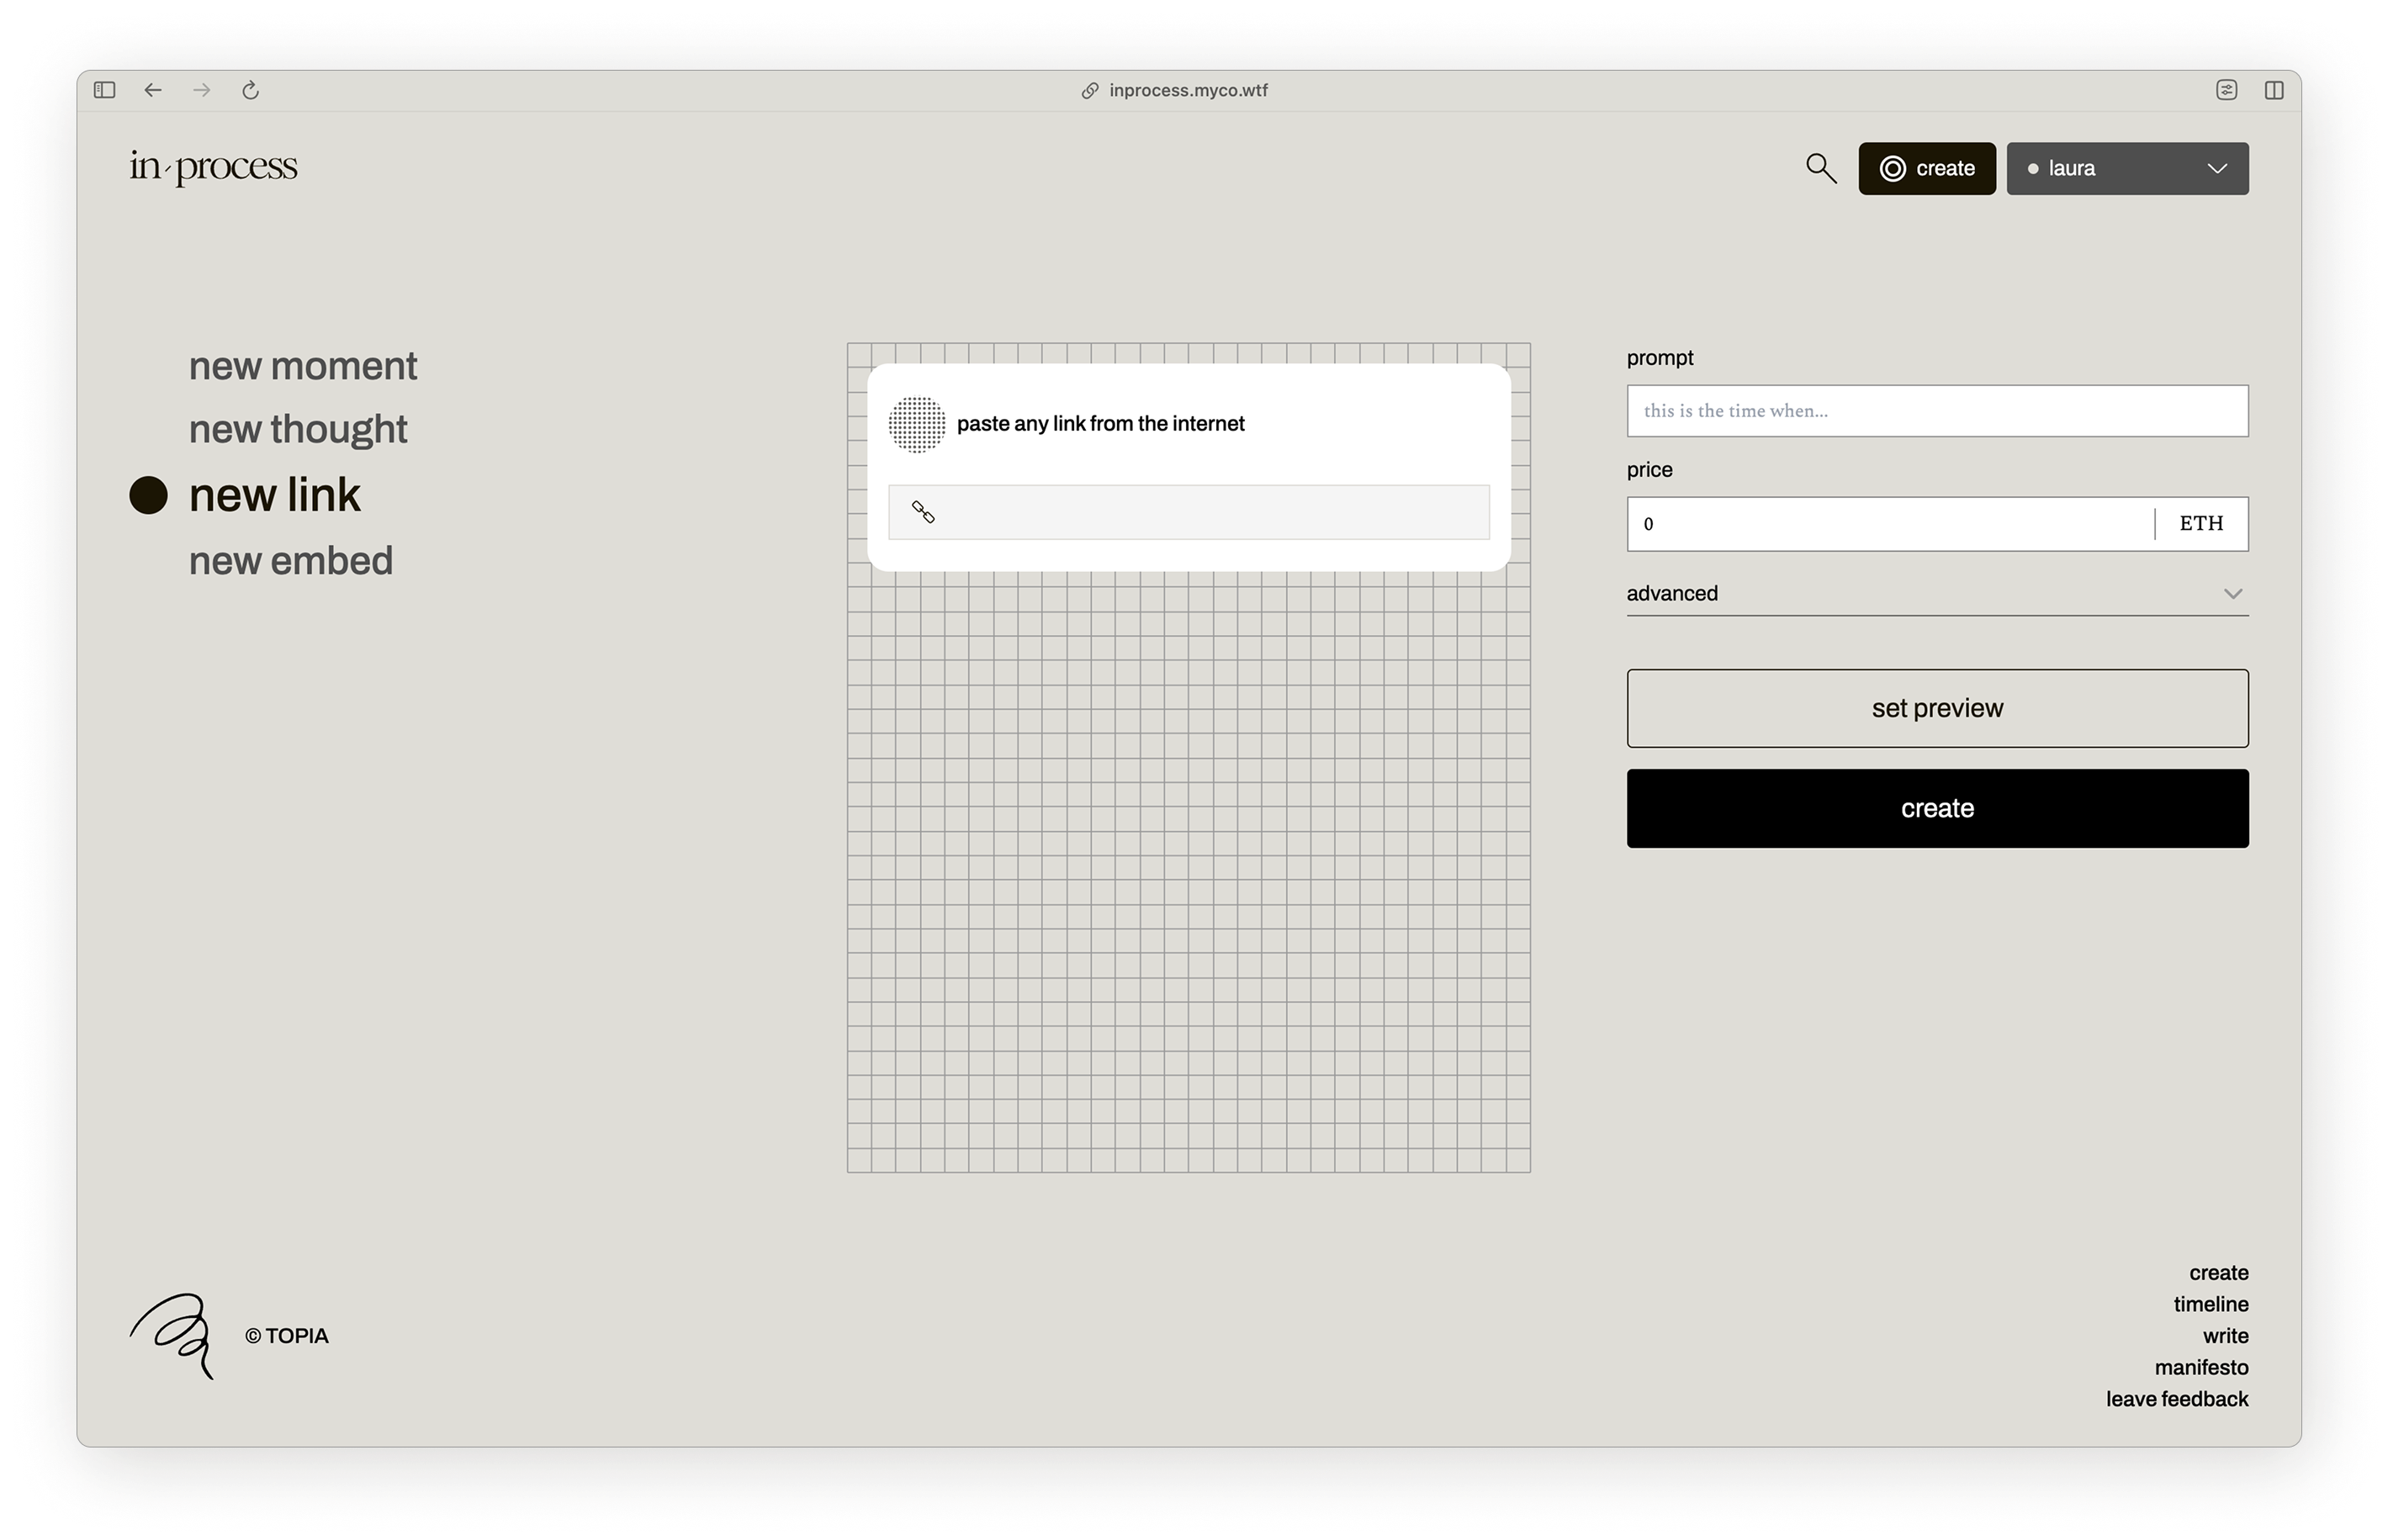 inprocess.myco.wtf
in process
create
laura
new moment
new thought
new link
new embed
paste any link from the internet
prompt
this is the time when...
price
0 ETH
advanced
set preview
create
© TOPIA
create
timeline
write
manifesto
leave feedback